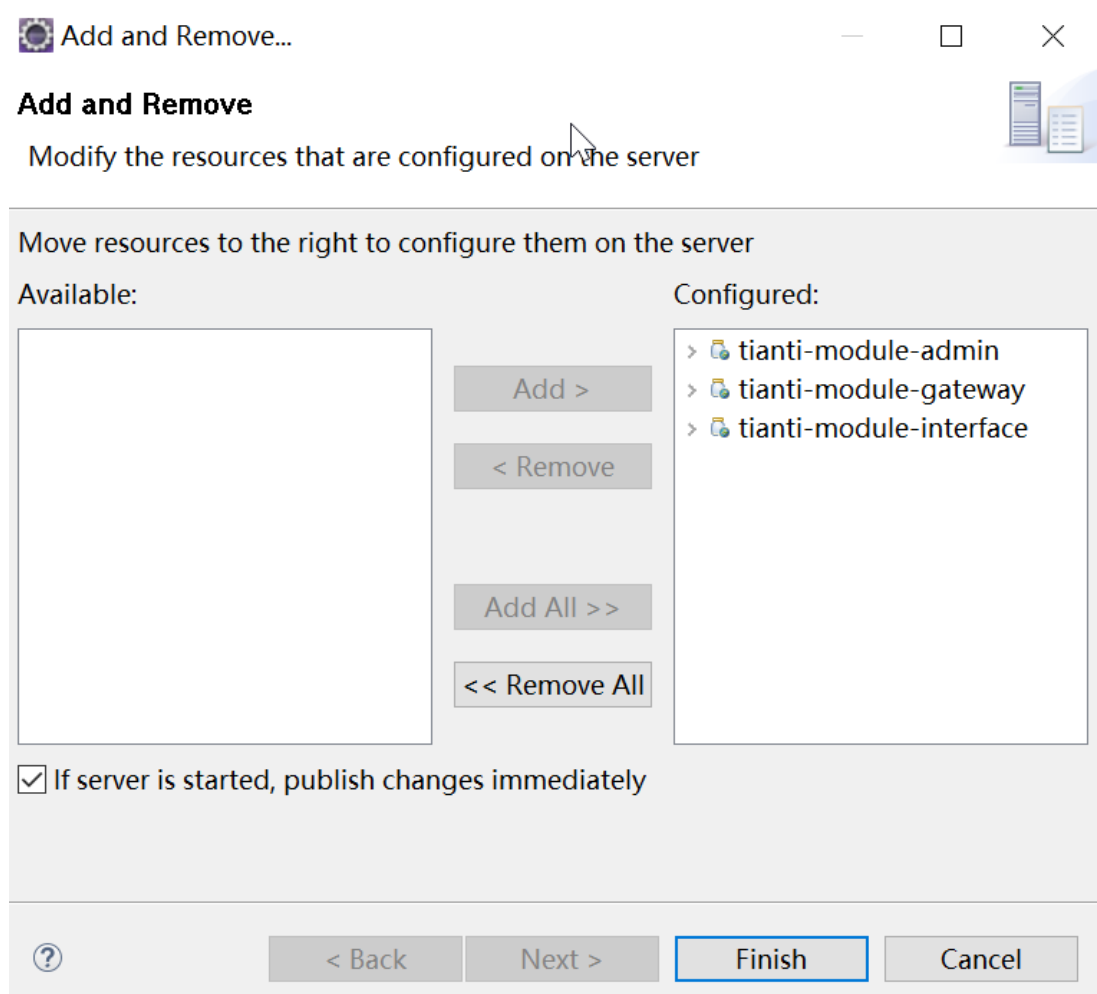 Add and Remove...
Add and Remove
Modify the resources that are configured on the server
Move resources to the right to configure them on the server
Available:
Configured:
tianti-module-admin
tianti-module-gateway
tianti-module-interface
Add >
< Remove
Add All >>
<< Remove All
If server is started, publish changes immediately
?
< Back
Next >
Finish
Cancel